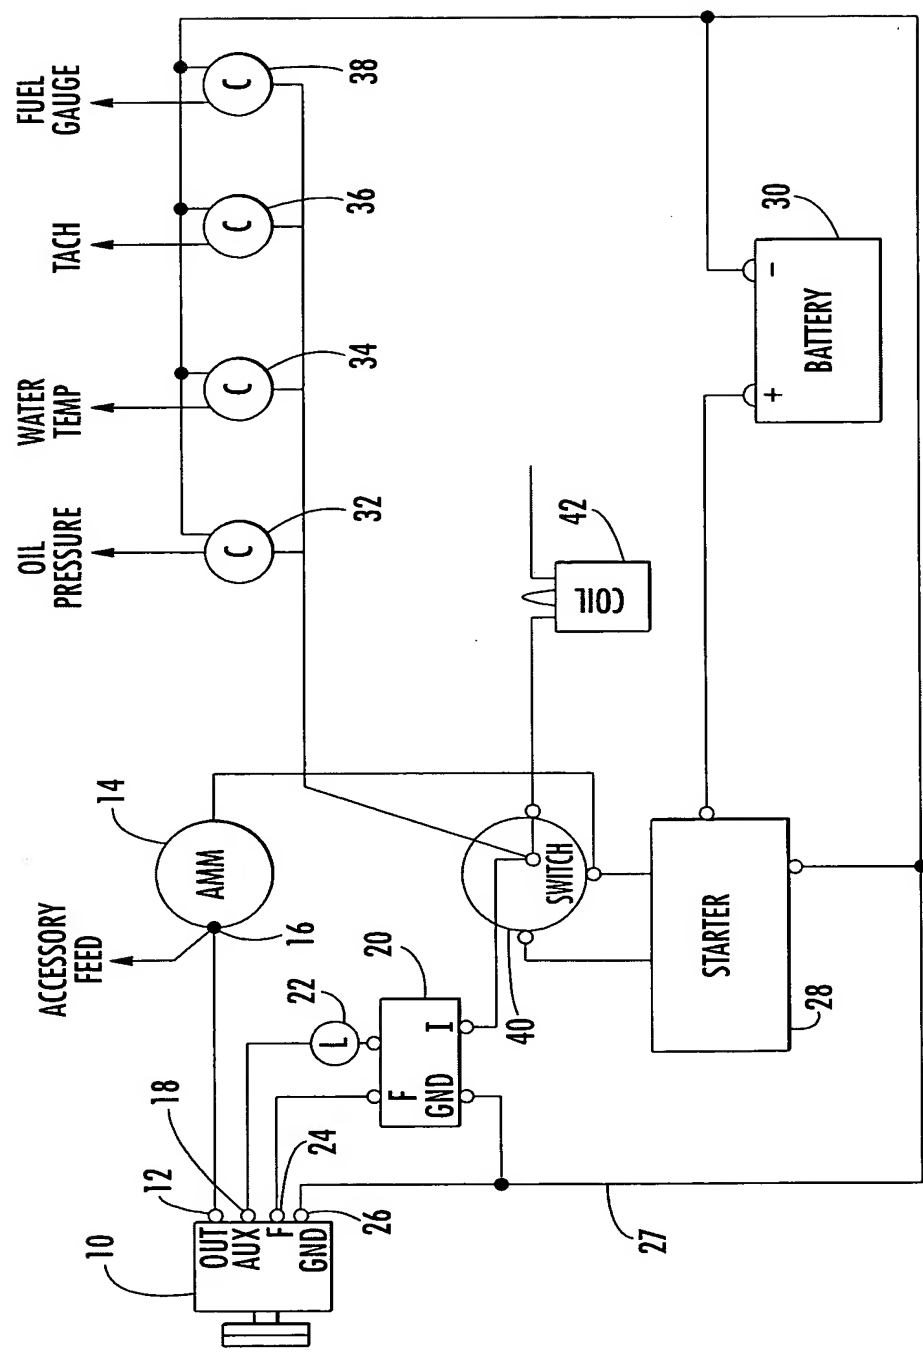 FUEL
GAUGE
TACH
WATER
TEMP
OIL
PRESSURE
ACCESSORY
FEED
C
38
C
36
C
34
C
32
14
AMM
16
18
12
10
OUT
AUX
F
GND
22
L
20
F
GND
I
24
26
27
40
SWITCH
COIL
42
STARTER
28
30
BATTERY
+
-